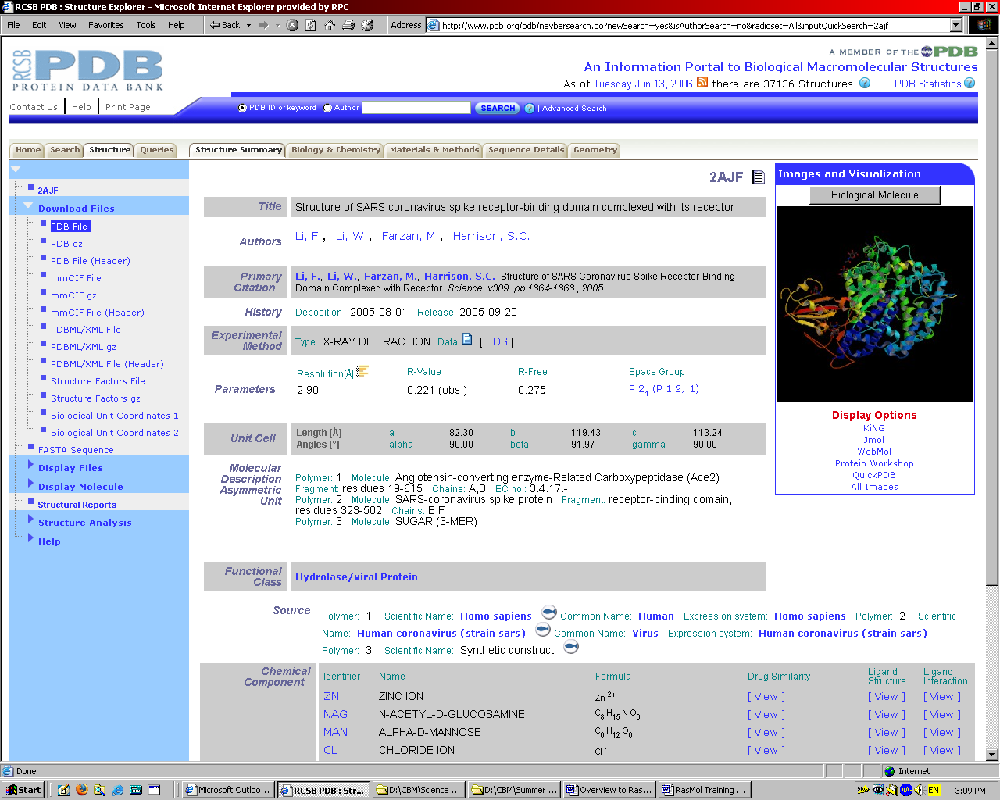 RCSB PDB : Structure Explorer - Microsoft Internet Explorer provided by RPC
File Edit View Favorites Tools Help Back Address http://www.pdb.org/pdb/navbarsearch.do?newSearch=yes&isAuthorSearch=no&radioset=All&inputQuickSearch=2ajf
RCSB PDB
PROTEIN DATA BANK
A MEMBER OF THE PDB
An Information Portal to Biological Macromolecular Structures
As of Tuesday Jun 13, 2006 there are 37136 Structures ? | PDB Statistics ?
Contact Us | Help | Print Page
PDB ID or keyword Author SEARCH ? | Advanced Search
Home Search Structure Queries Structure Summary Biology & Chemistry Materials & Methods Sequence Details Geometry
2AJF
Download Files
PDB File
PDB gz
PDB File (Header)
mmCIF File
mmCIF gz
mmCIF File (Header)
PDBML/XML File
PDBML/XML gz
PDBML/XML File (Header)
Structure Factors File
Structure Factors gz
Biological Unit Coordinates 1
Biological Unit Coordinates 2
FASTA Sequence
Display Files
Display Molecule
Structural Reports
Structure Analysis
Help
2AJF
Title Structure of SARS coronavirus spike receptor-binding domain complexed with its receptor
Authors Li, F., Li, W., Farzan, M., Harrison, S.C.
Primary Citation Li, F., Li, W., Farzan, M., Harrison, S.C. Structure of SARS Coronavirus Spike Receptor-Binding
Domain Complexed with Receptor Science v309 pp.1864-1868 , 2005
History Deposition 2005-08-01 Release 2005-09-20
Experimental Method Type X-RAY DIFFRACTION Data [ EDS ]
Parameters
Resolution[Å] R-Value R-Free Space Group
2.90 0.221 (obs.) 0.275 P 2₁ (P 1 2₁ 1)
Unit Cell
Length [Å] a 82.30 b 119.43 c 113.24
Angles [°] alpha 90.00 beta 91.97 gamma 90.00
Molecular Description Asymmetric Unit
Polymer: 1 Molecule: Angiotensin-converting enzyme-Related Carboxypeptidase (Ace2)
Fragment: residues 19-615 Chains: A,B EC no.: 3.4.17.-
Polymer: 2 Molecule: SARS-coronavirus spike protein Fragment: receptor-binding domain,
residues 323-502 Chains: E,F
Polymer: 3 Molecule: SUGAR (3-MER)
Functional Class Hydrolase/viral Protein
Source
Polymer: 1 Scientific Name: Homo sapiens Common Name: Human Expression system: Homo sapiens Polymer: 2 Scientific
Name: Human coronavirus (strain sars) Common Name: Virus Expression system: Human coronavirus (strain sars)
Polymer: 3 Scientific Name: Synthetic construct
Chemical Component
Identifier Name Formula Drug Similarity Ligand Structure Ligand Interaction
ZN ZINC ION Zn 2+ [ View ] [ View ] [ View ]
NAG N-ACETYL-D-GLUCOSAMINE C₈ H₁₅ N O₆ [ View ] [ View ] [ View ]
MAN ALPHA-D-MANNOSE C₆ H₁₂ O₆ [ View ] [ View ] [ View ]
CL CHLORIDE ION Cl - [ View ] [ View ] [ View ]
Images and Visualization
Biological Molecule
Display Options
KiNG
Jmol
WebMol
Protein Workshop
QuickPDB
All Images
Done Internet
Start Microsoft Outloo... RCSB PDB : Str... D:\CBM\Science ... D:\CBM\Summer ... Overview to Ras... RasMol Training ... EN 3:09 PM